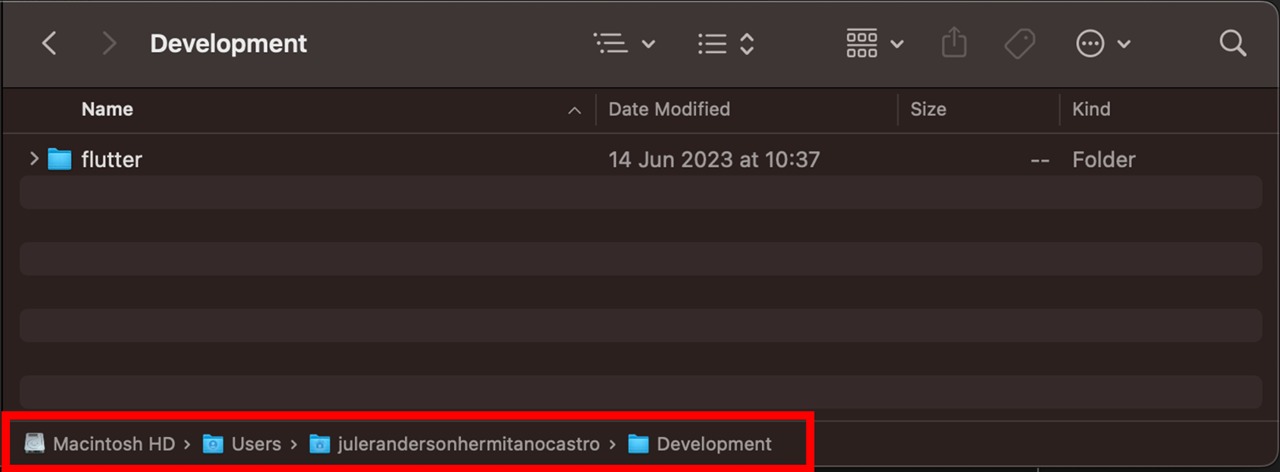 Development
Name Date Modified Size Kind
flutter 14 Jun 2023 at 10:37 -- Folder
Macintosh HD › Users › julerandersonhermitanocastro › Development